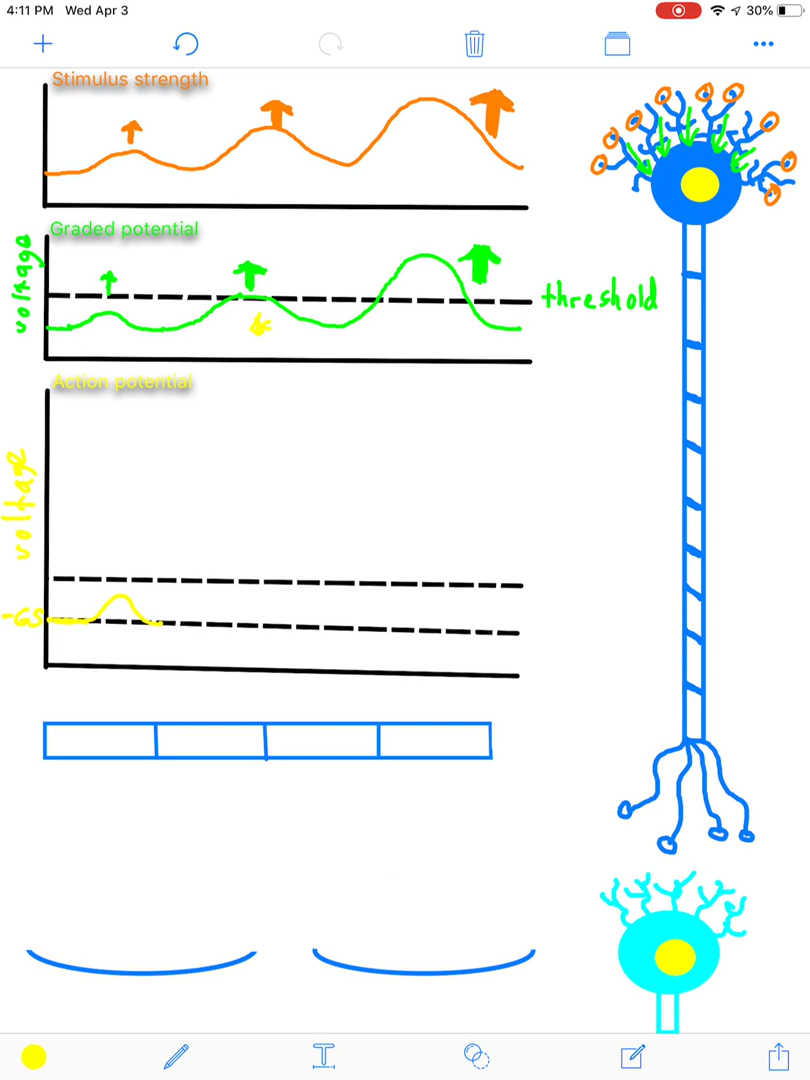 4:11 PM Wed Apr 3
30%
Stimulus strength
Graded potential
voltage
threshold
Action potential
voltage
-65